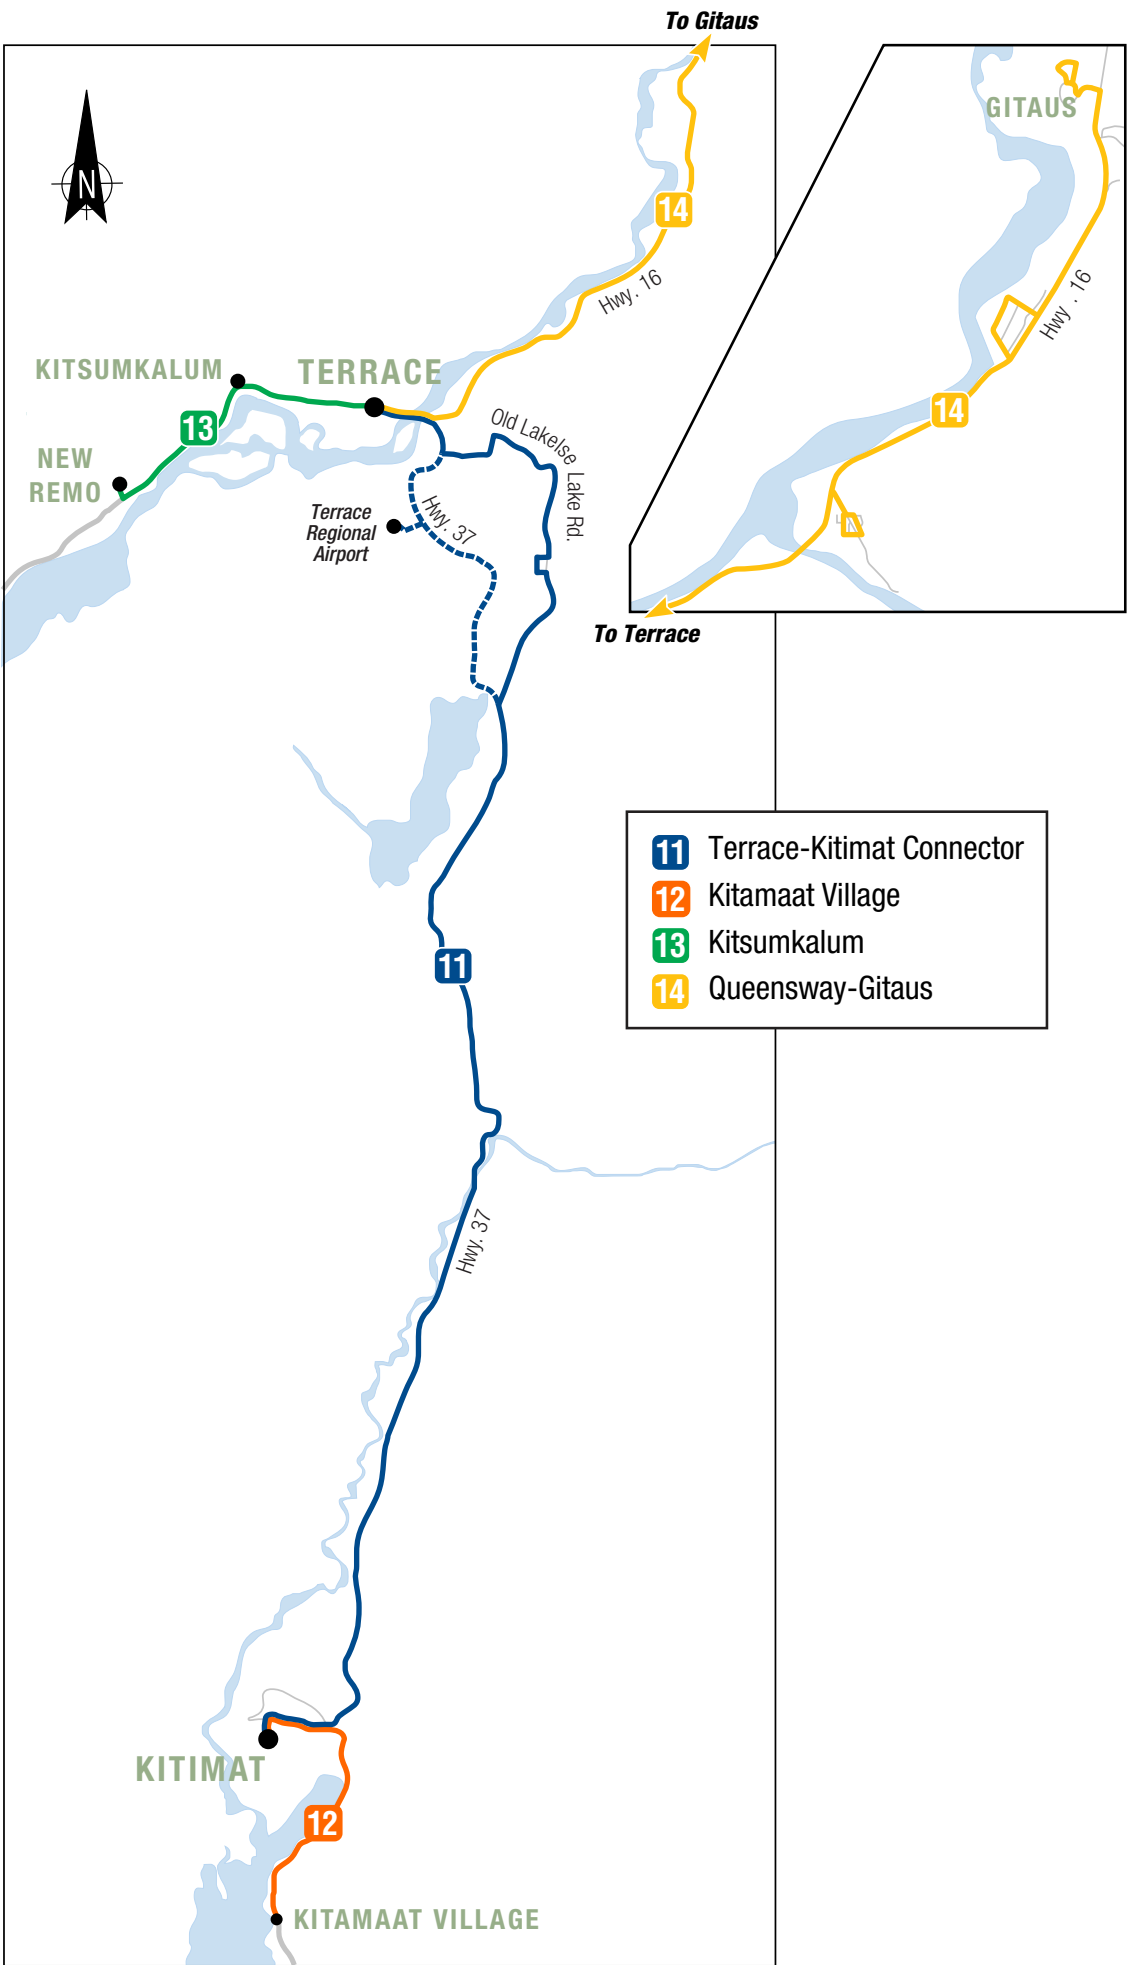 To Gitaus
N
GITAUS
14
Hwy. 16
Hwy . 16
KITSUMKALUM
TERRACE
13
14
Old Lakelse Lake Rd.
NEW
REMO
Terrace
Regional
Airport
Hwy. 37
To Terrace
11 Terrace-Kitimat Connector
12 Kitamaat Village
13 Kitsumkalum
14 Queensway-Gitaus
11
Hwy. 37
KITIMAT
12
KITAMAAT VILLAGE